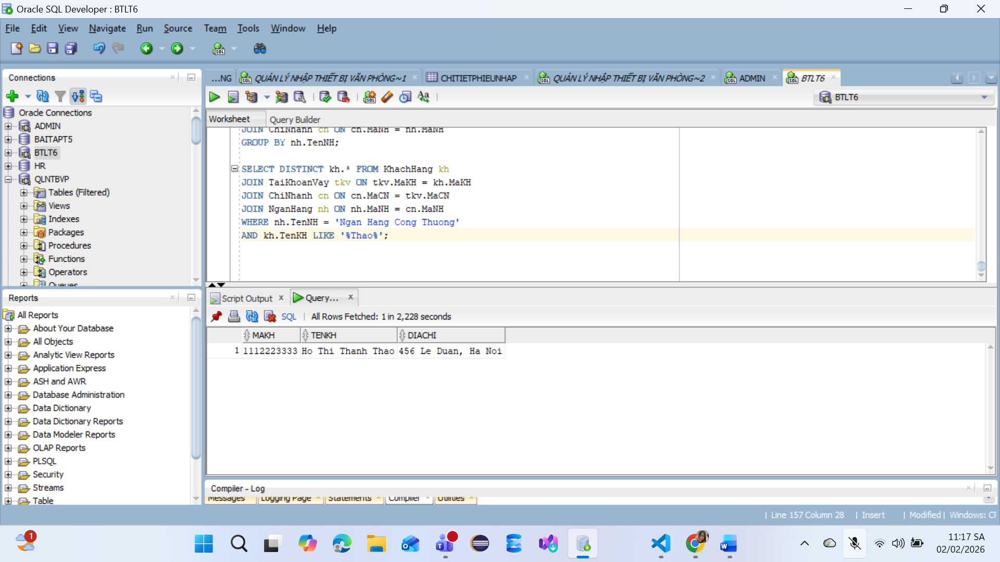 Oracle SQL Developer : BTLT6
File Edit View Navigate Run Source Team Tools Window Help
Connections
Oracle Connections
ADMIN
BAITAPT5
BTLT6
HR
QLNTBVP
Tables (Filtered)
Views
Indexes
Packages
Procedures
Functions
Operators
Queues
Reports
All Reports
About Your Database
All Objects
Analytic View Reports
Application Express
ASH and AWR
Database Administration
Data Dictionary
Data Dictionary Reports
Data Modeler Reports
OLAP Reports
PLSQL
Security
Streams
Table
...NG QUẢN LÝ NHẬP THIẾT BỊ VĂN PHÒNG~1 CHITIETPHIEUNHAP QUẢN LÝ NHẬP THIẾT BỊ VĂN PHÒNG~2 ADMIN BTLT6
BTLT6
Worksheet Query Builder
JOIN ChiNhanh cn ON cn.MaNH = nh.MaNH
GROUP BY nh.TenNH;
SELECT DISTINCT kh.* FROM KhachHang kh
JOIN TaiKhoanVay tkv ON tkv.MaKH = kh.MaKH
JOIN ChiNhanh cn ON cn.MaCN = tkv.MaCN
JOIN NganHang nh ON nh.MaNH = cn.MaNH
WHERE nh.TenNH = 'Ngan Hang Cong Thuong'
AND kh.TenKH LIKE '%Thao%';
Script Output x Query... x
SQL | All Rows Fetched: 1 in 2,228 seconds
MAKH TENKH DIACHI
1 1112223333 Ho Thi Thanh Thao 456 Le Duan, Ha Noi
Compiler - Log
Messages Logging Page Statements Compiler Utilities
| Line 157 Column 28 | Insert | Modified | Windows: CF
1
11:17 SA
02/02/2026